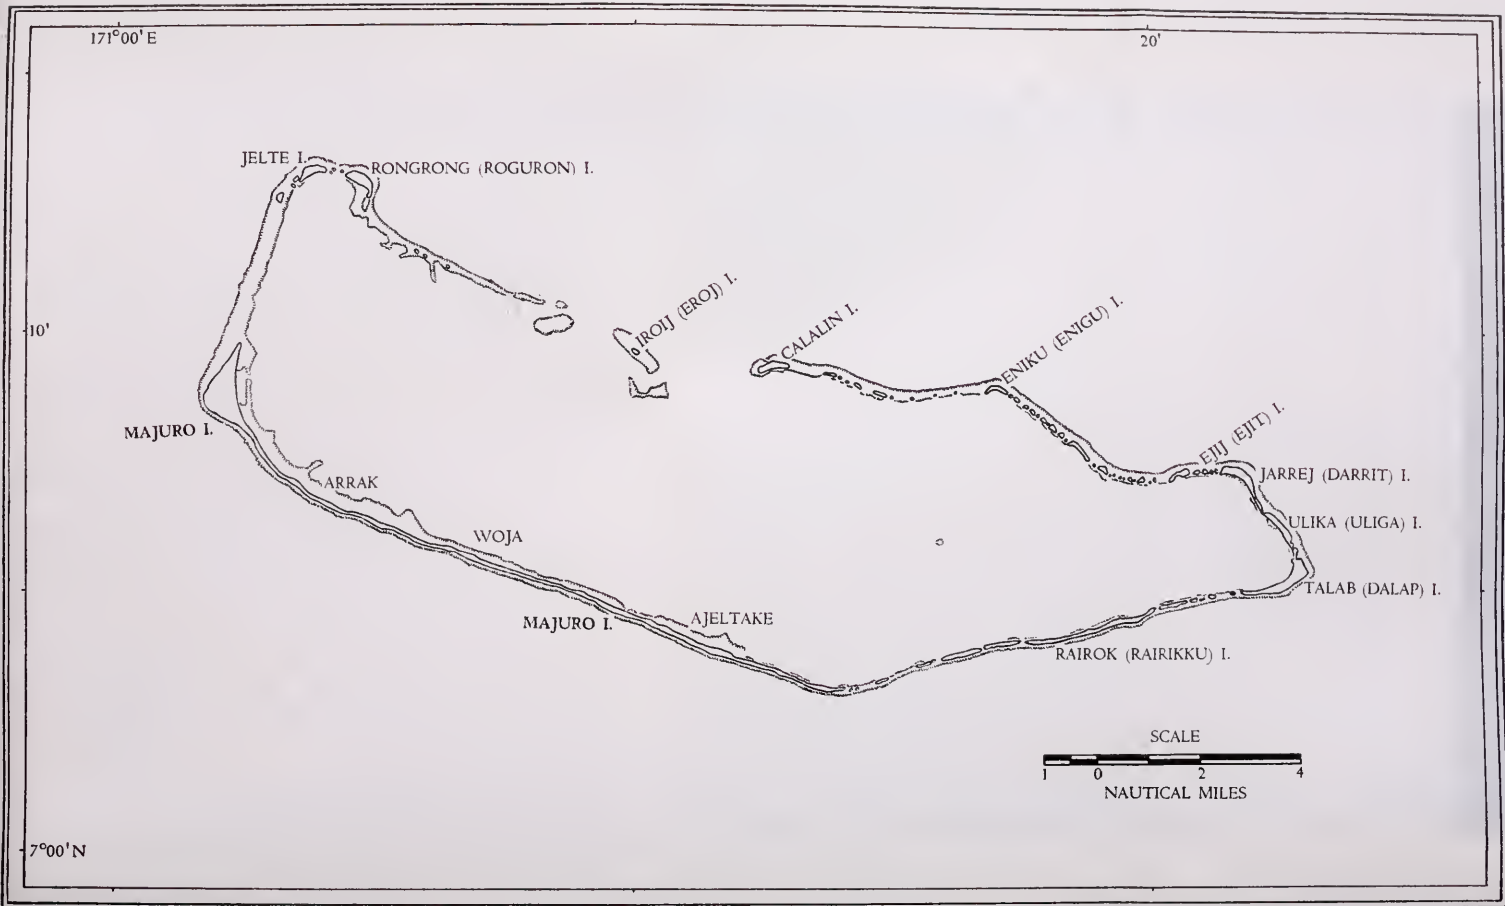 171°00' E
20'
JELTE I.
RONGRONG (ROGURON) I.
IROIJ (EROJ) I.
CALALIN I.
ENIKU (ENIGU) I.
10'
EJIJ (EJIT) I.
MAJURO I.
JARREJ (DARRIT) I.
ARRAK
ULIKA (ULIGA) I.
WOJA
TALAB (DALAP) I.
AJELTAKE
MAJURO I.
RAIROK (RAIRIKKU) I.
SCALE
1 0 2 4
NAUTICAL MILES
7°00' N